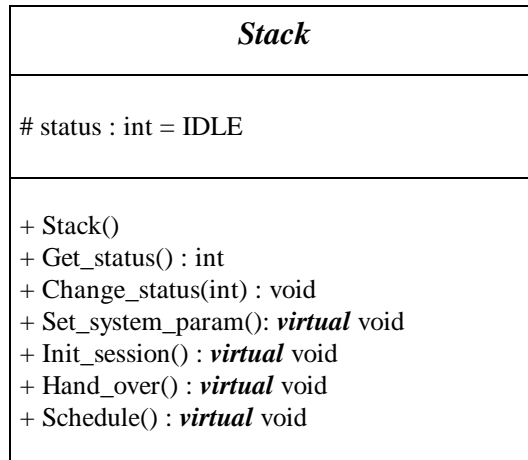 Stack
# status : int = IDLE
+ Stack()
+ Get_status() : int
+ Change_status(int) : void
+ Set_system_param(): virtual void
+ Init_session() : virtual void
+ Hand_over() : virtual void
+ Schedule() : virtual void